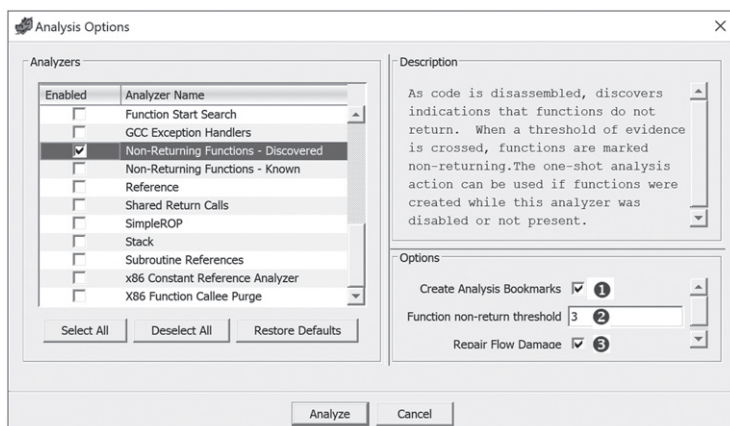 Analysis Options
Analyzers
Enabled Analyzer Name
Function Start Search
GCC Exception Handlers
Non-Returning Functions - Discovered
Non-Returning Functions - Known
Reference
Shared Return Calls
SimpleROP
Stack
Subroutine References
x86 Constant Reference Analyzer
X86 Function Callee Purge
Select All Deselect All Restore Defaults
Description
As code is disassembled, discovers
indications that functions do not
return. When a threshold of evidence
is crossed, functions are marked
non-returning.The one-shot analysis
action can be used if functions were
created while this analyzer was
disabled or not present.
Options
Create Analysis Bookmarks ❶
Function non-return threshold 3 ❷
Repair Flow Damage ❸
Analyze Cancel